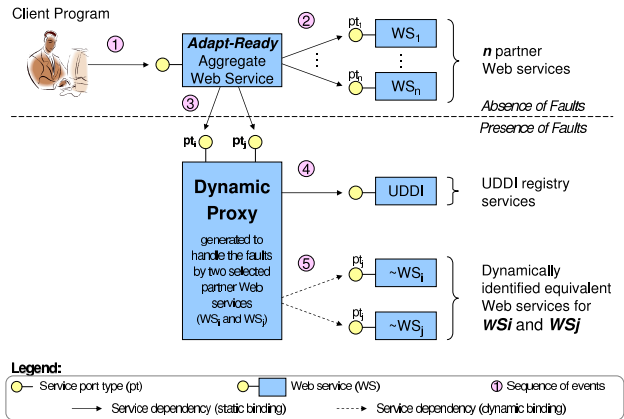 Client Program
1
Adapt-Ready
Aggregate
Web Service
2
pt1
WS1
⋮
⋮
ptn
WSn
n partner
Web services
3
Absence of Faults
Presence of Faults
pti
ptj
Dynamic
Proxy
generated to
handle the faults
by two selected
partner Web
services
(WSi and WSj)
4
UDDI
UDDI registry
services
5
pti
~WSi
ptj
~WSj
Dynamically
identified equivalent
Web services for
WSi and WSj
Legend:
Service port type (pt)
Web service (WS)
1 Sequence of events
Service dependency (static binding)
Service dependency (dynamic binding)